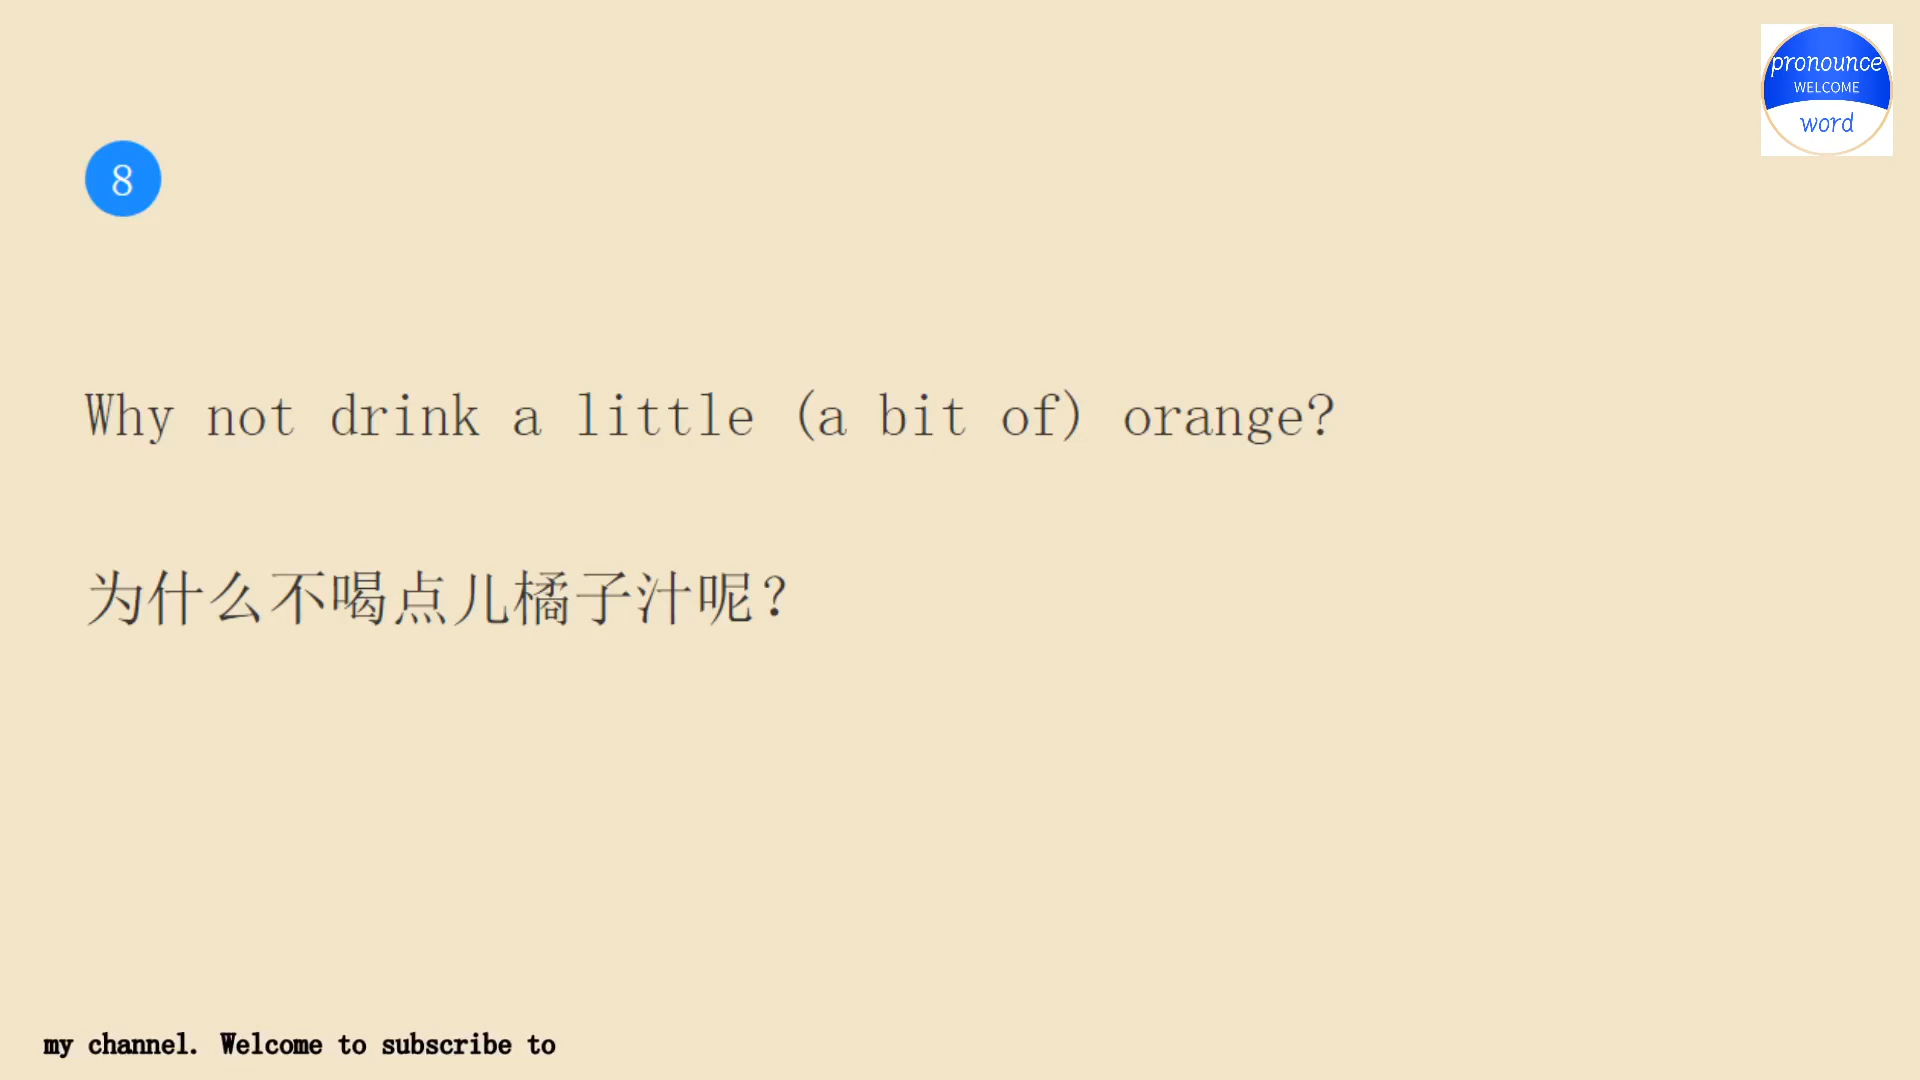 pronounce
WELCOME
word
8
Why not drink a little (a bit of) orange?
为什么不喝点儿橘子汁呢？
my channel. Welcome to subscribe to